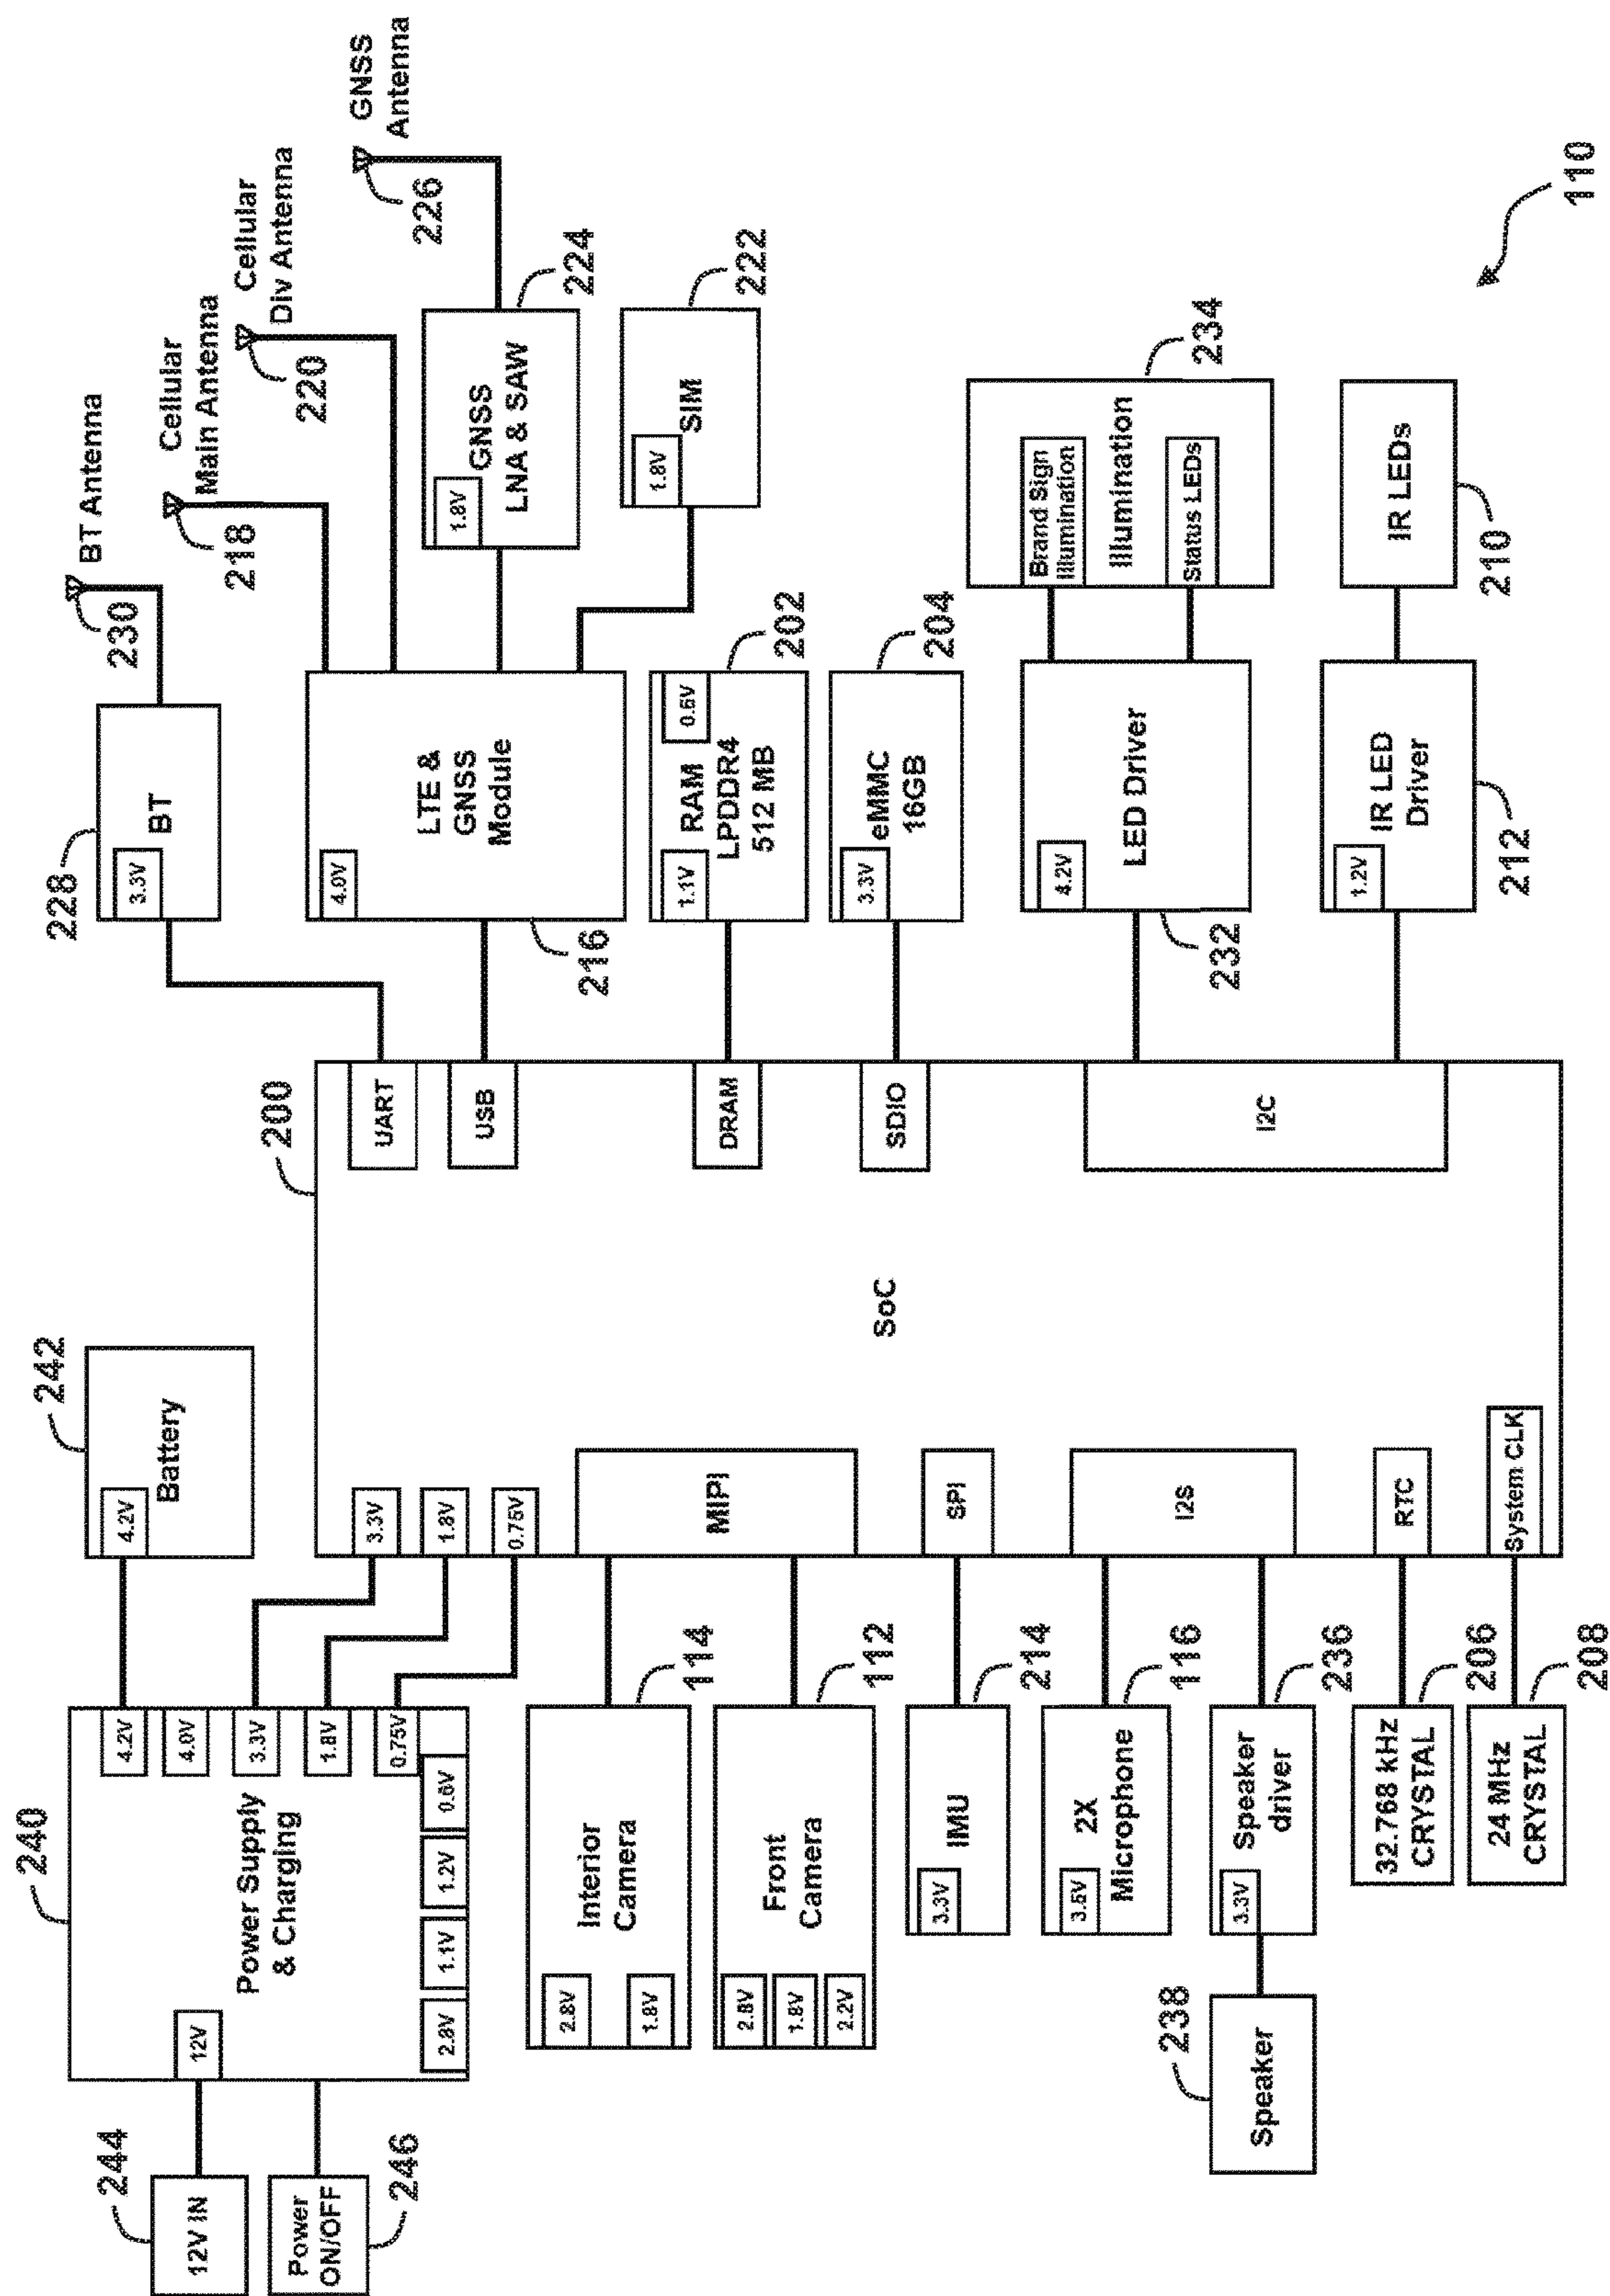 244
12V IN
Power
ON/OFF
246
240
12V
Power Supply
& Charging
4.2V
4.0V
3.3V
1.8V
0.75V
2.8V
1.1V
1.2V
0.6V
242
4.2V
Battery
200
3.3V
1.8V
0.75V
MIPI
SPI
I2S
RTC
System CLK
SoC
UART
USB
DRAM
SDIO
I2C
2.8V
1.8V
Interior
Camera
114
2.8V
1.8V
2.2V
Front
Camera
112
3.3V
IMU
214
3.6V
2X
Microphone
116
238
Speaker
3.3V
Speaker
driver
236
32.768 kHz
CRYSTAL
206
24 MHz
CRYSTAL
208
228
3.3V
BT
230
BT Antenna
4.0V
LTE &
GNSS
Module
216
218
Cellular
Main Antenna
220
Cellular
Div Antenna
1.8V
GNSS
LNA & SAW
224
226
GNSS
Antenna
1.8V
SIM
222
1.1V
0.6V
RAM
LPDDR4
512 MB
202
3.3V
eMMC
16GB
204
4.2V
LED Driver
232
Brand Sign
Illumination
Illumination
Status LEDs
234
1.2V
IR LED
Driver
212
IR LEDs
210
110